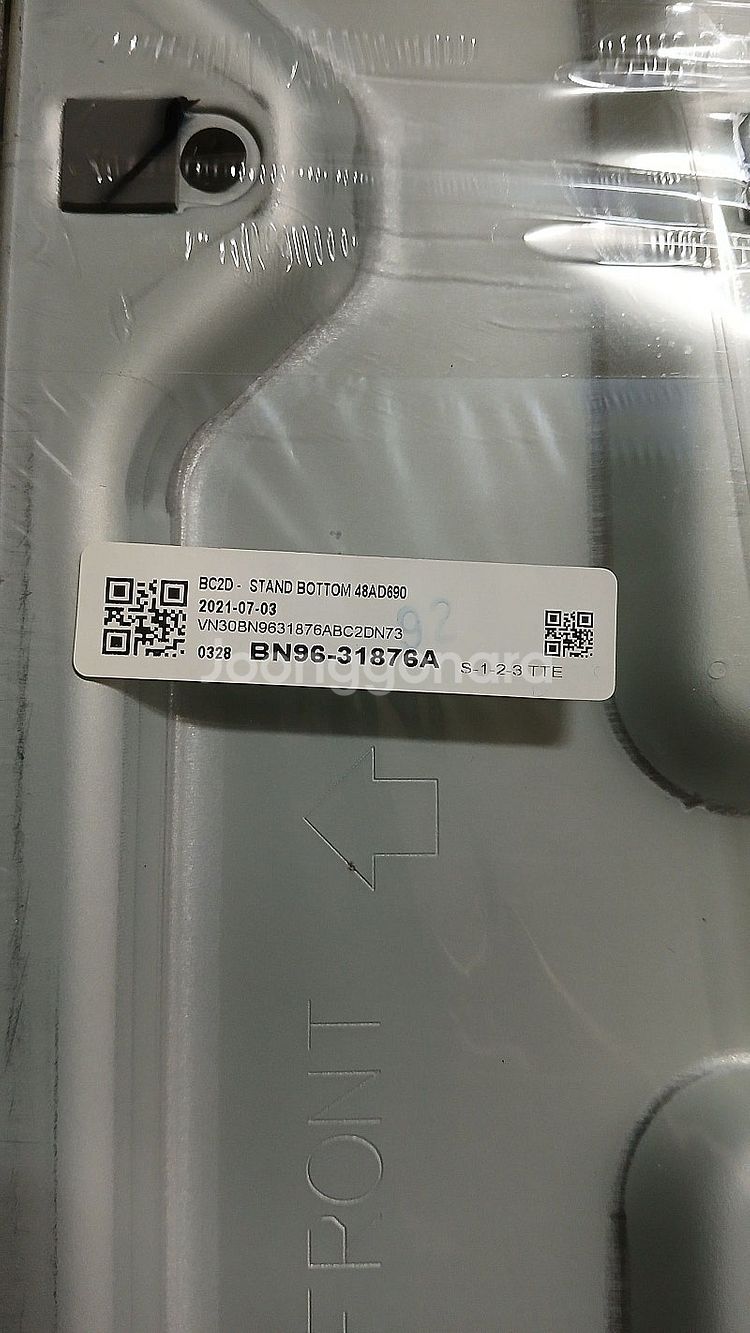 BC2D - STAND BOTTOM 48AD690
2021-07-03
VN30BN9631876ABC2DN73
92
0328 BN96-31876A S-1-2-3 TTE
Joonggonara
FRONT